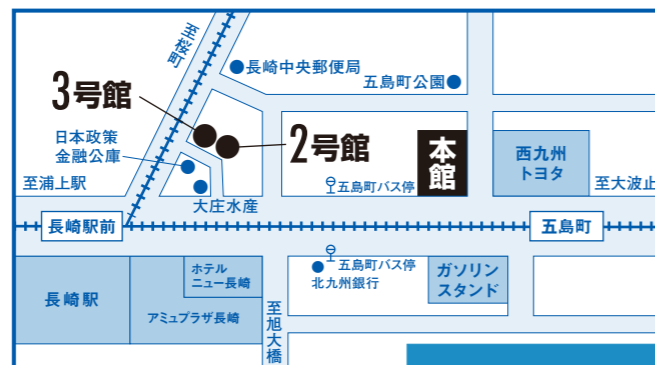 至桜町
長崎中央郵便局
五島町公園
3号館
2号館
日本政策
金融公庫
本館
西九州
トヨタ
至浦上駅
大庄水産
五島町バス停
至大波止
長崎駅前
五島町
ホテル
ニュー長崎
五島町バス停
北九州銀行
ガソリン
スタンド
長崎駅
アミュプラザ長崎
至旭大橋